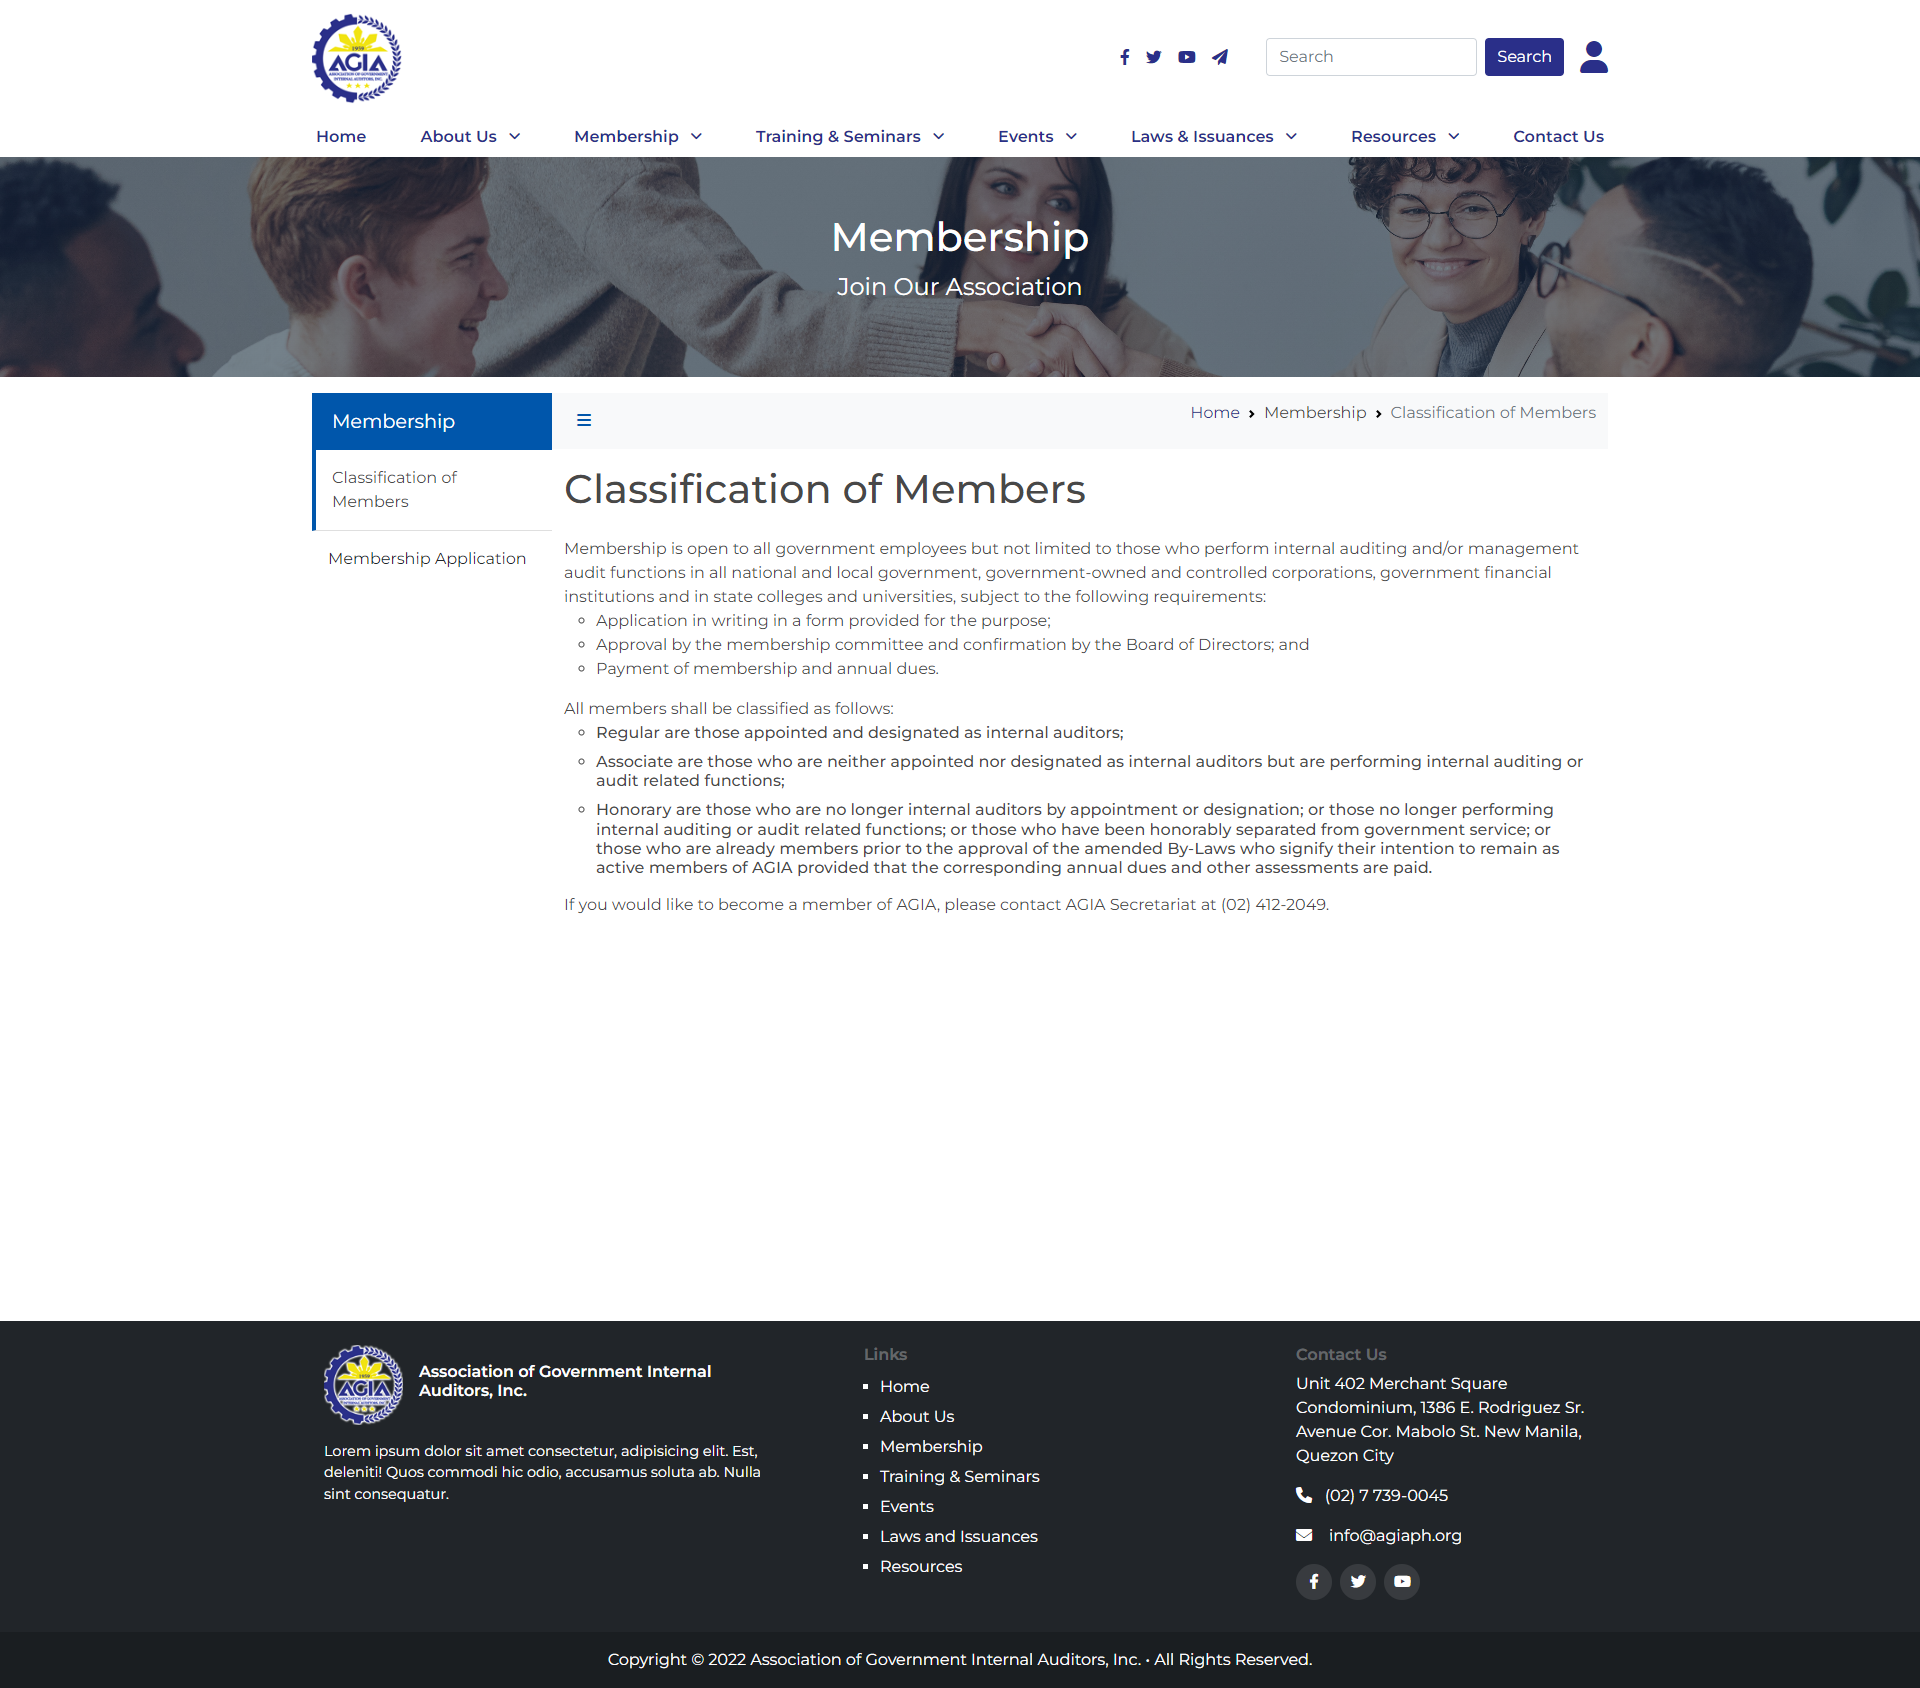 1959
AGIA
ASSOCIATION OF GOVERNMENT
INTERNAL AUDITORS, INC.
Search
Search
Home
About Us
Membership
Training & Seminars
Events
Laws & Issuances
Resources
Contact Us
Membership
Join Our Association
Membership
Classification of
Members
Membership Application
Home
Membership
Classification of Members
Classification of Members
Membership is open to all government employees but not limited to those who perform internal auditing and/or management
audit functions in all national and local government, government-owned and controlled corporations, government financial
institutions and in state colleges and universities, subject to the following requirements:
Application in writing in a form provided for the purpose;
Approval by the membership committee and confirmation by the Board of Directors; and
Payment of membership and annual dues.
All members shall be classified as follows:
Regular are those appointed and designated as internal auditors;
Associate are those who are neither appointed nor designated as internal auditors but are performing internal auditing or
audit related functions;
Honorary are those who are no longer internal auditors by appointment or designation; or those no longer performing
internal auditing or audit related functions; or those who have been honorably separated from government service; or
those who are already members prior to the approval of the amended By-Laws who signify their intention to remain as
active members of AGIA provided that the corresponding annual dues and other assessments are paid.
If you would like to become a member of AGIA, please contact AGIA Secretariat at (02) 412-2049.
1959
AGIA
ASSOCIATION OF GOVERNMENT
INTERNAL AUDITORS, INC.
Association of Government Internal
Auditors, Inc.
Lorem ipsum dolor sit amet consectetur, adipisicing elit. Est,
deleniti! Quos commodi hic odio, accusamus soluta ab. Nulla
sint consequatur.
Links
Home
About Us
Membership
Training & Seminars
Events
Laws and Issuances
Resources
Contact Us
Unit 402 Merchant Square
Condominium, 1386 E. Rodriguez Sr.
Avenue Cor. Mabolo St. New Manila,
Quezon City
(02) 7 739-0045
info@agiaph.org
Copyright © 2022 Association of Government Internal Auditors, Inc. • All Rights Reserved.